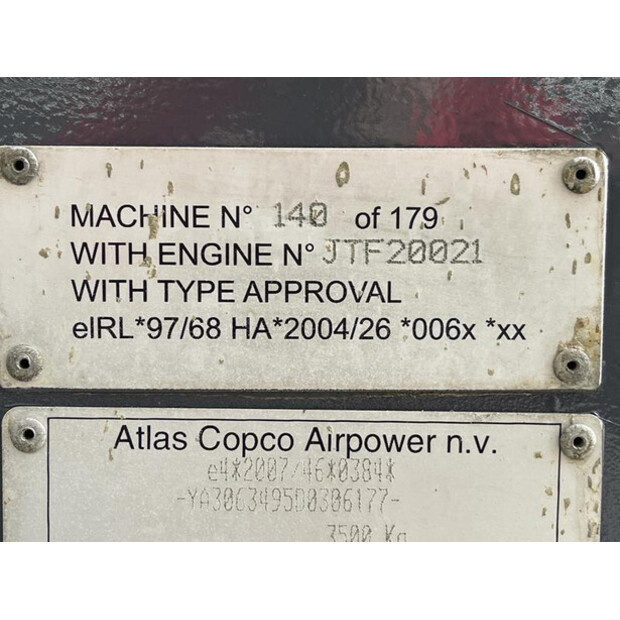 MACHINE N° 140 of 179
WITH ENGINE N° JTF20021
WITH TYPE APPROVAL
eIRL*97/68 HA*2004/26 *006x *xx
Atlas Copco Airpower n.v.
e4*2007/46*0384*
-YA3063495D0306177-
3500 Kg